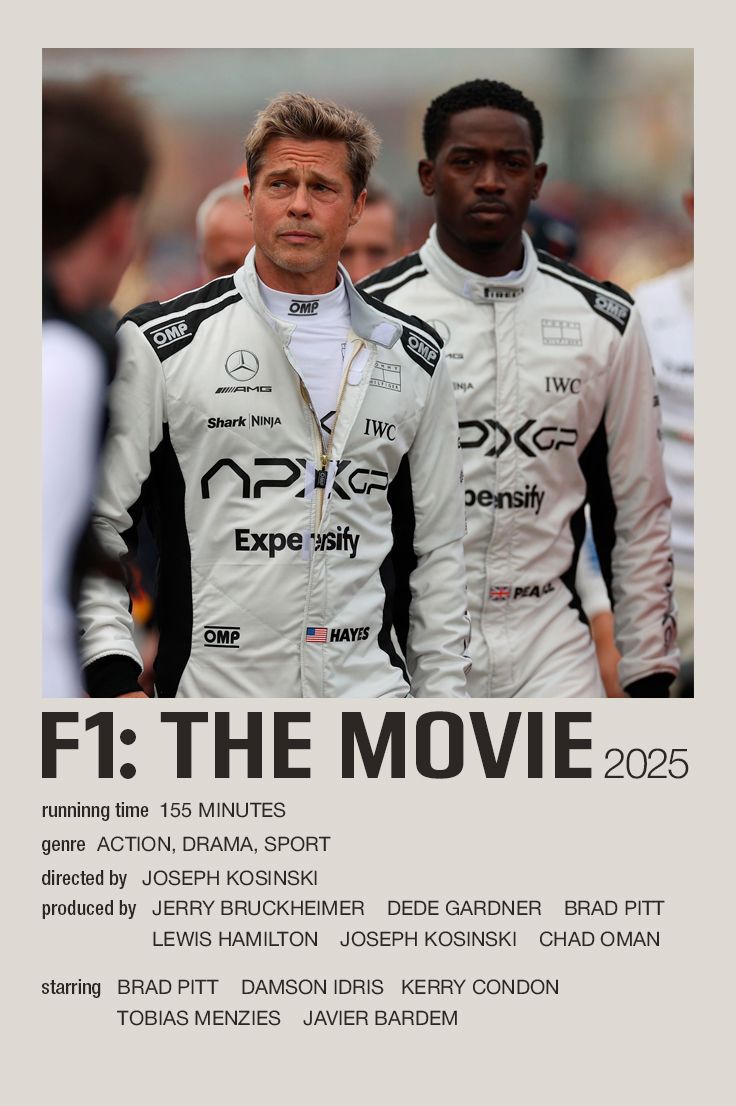 OMP
OMP
OMP
OMP
PIRELLI
AMG
Shark NINJA
IWC
IWC
APXGP
PXGP
Expensify
pensify
OMP
HAYES
PEARCE
F1: THE MOVIE 2025
runninng time 155 MINUTES
genre ACTION, DRAMA, SPORT
directed by JOSEPH KOSINSKI
produced by JERRY BRUCKHEIMER DEDE GARDNER BRAD PITT
LEWIS HAMILTON JOSEPH KOSINSKI CHAD OMAN
starring BRAD PITT DAMSON IDRIS KERRY CONDON
TOBIAS MENZIES JAVIER BARDEM